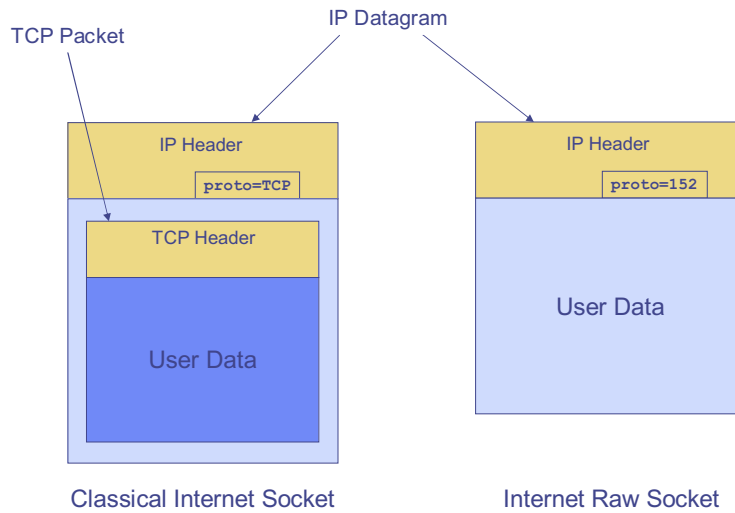 IP Datagram
TCP Packet
IP Header
proto=TCP
TCP Header
User Data
Classical Internet Socket
IP Header
proto=152
User Data
Internet Raw Socket